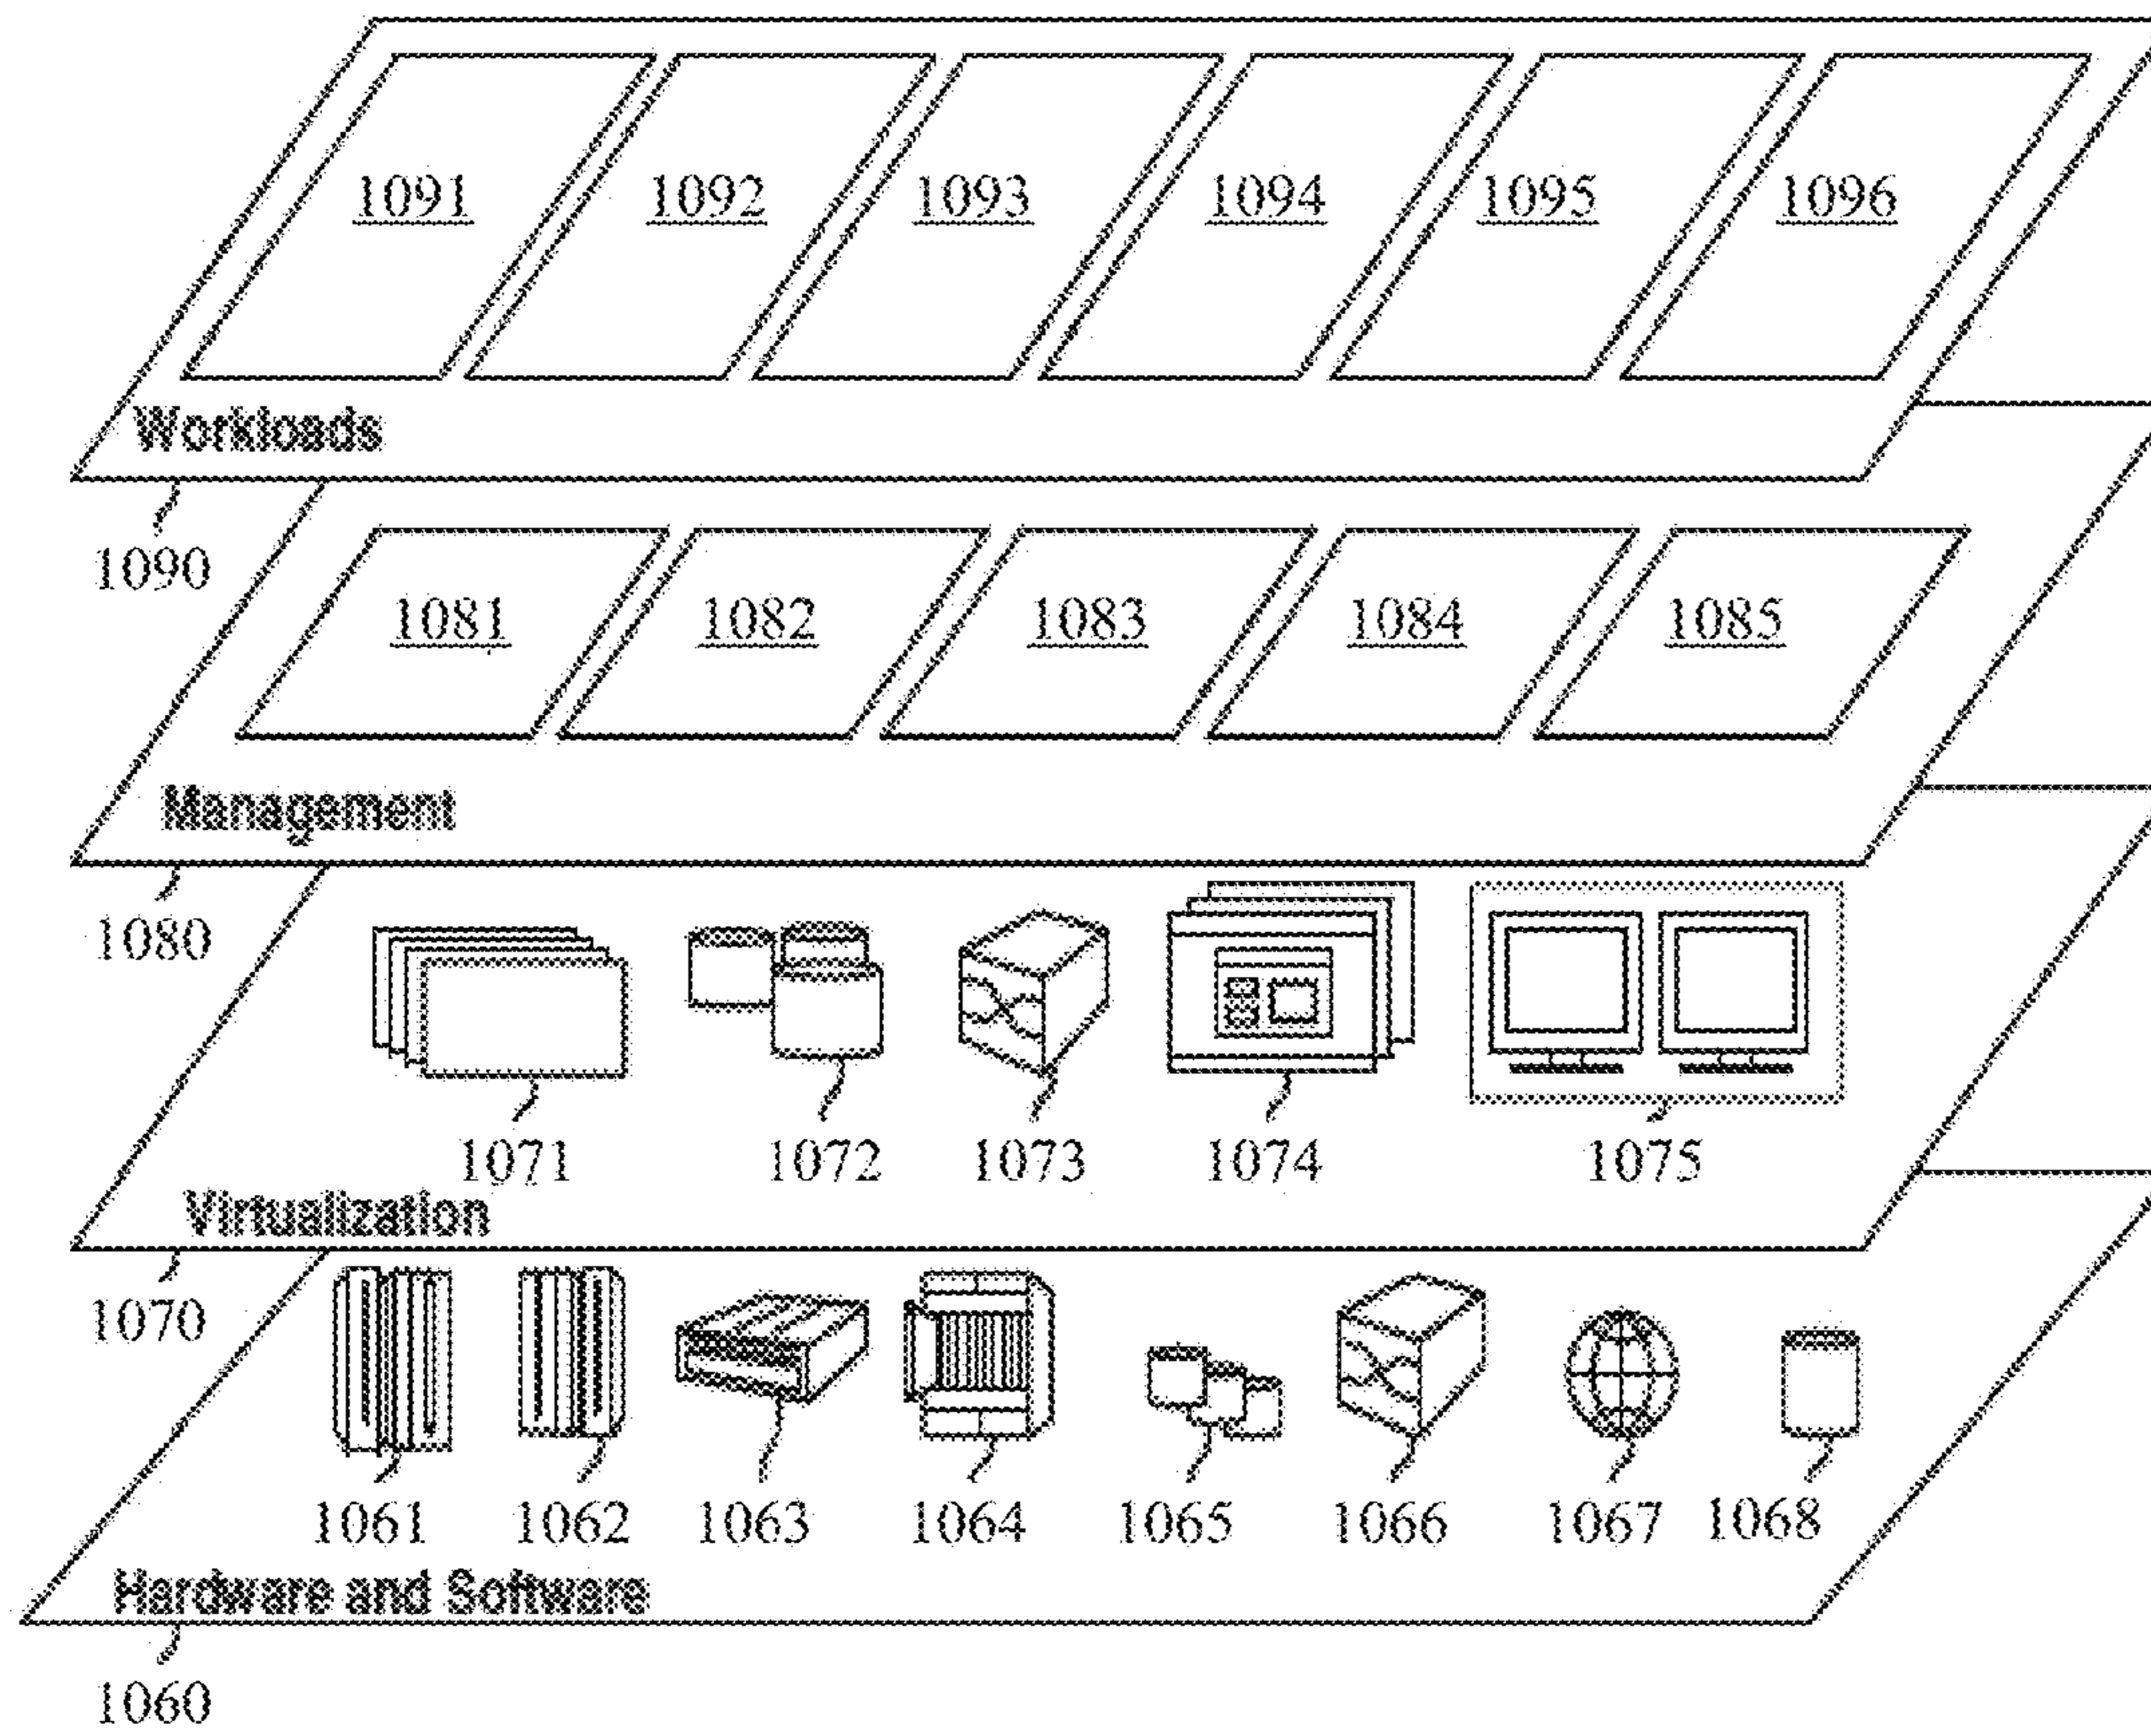 1091 1092 1093 1094 1095 1096
Workloads
1090
1081 1082 1083 1084 1085
Management
1080
1071 1072 1073 1074 1075
Virtualization
1070
1061 1062 1063 1064 1065 1066 1067 1068
Hardware and Software
1060